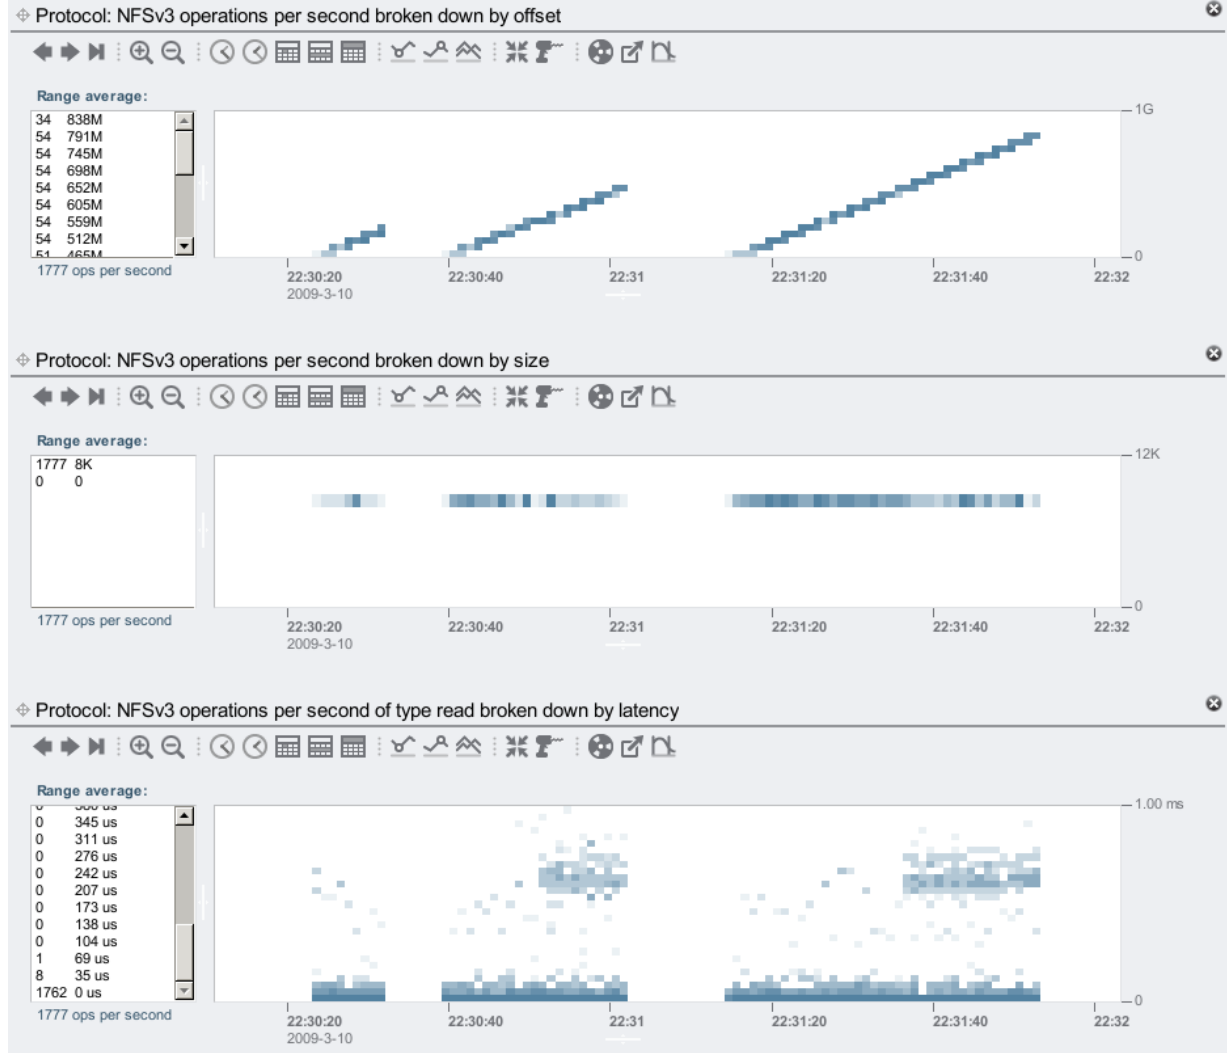 Protocol: NFSv3 operations per second broken down by offset
Range average:
34 838M
54 791M
54 745M
54 698M
54 652M
54 605M
54 559M
54 512M
51 465M
1777 ops per second
1G
0
22:30:20 22:30:40 22:31 22:31:20 22:31:40 22:32
2009-3-10
Protocol: NFSv3 operations per second broken down by size
Range average:
1777 8K
0 0
1777 ops per second
12K
0
22:30:20 22:30:40 22:31 22:31:20 22:31:40 22:32
2009-3-10
Protocol: NFSv3 operations per second of type read broken down by latency
Range average:
0 345 us
0 311 us
0 276 us
0 242 us
0 207 us
0 173 us
0 138 us
0 104 us
1 69 us
8 35 us
1762 0 us
1777 ops per second
1.00 ms
0
22:30:20 22:30:40 22:31 22:31:20 22:31:40 22:32
2009-3-10